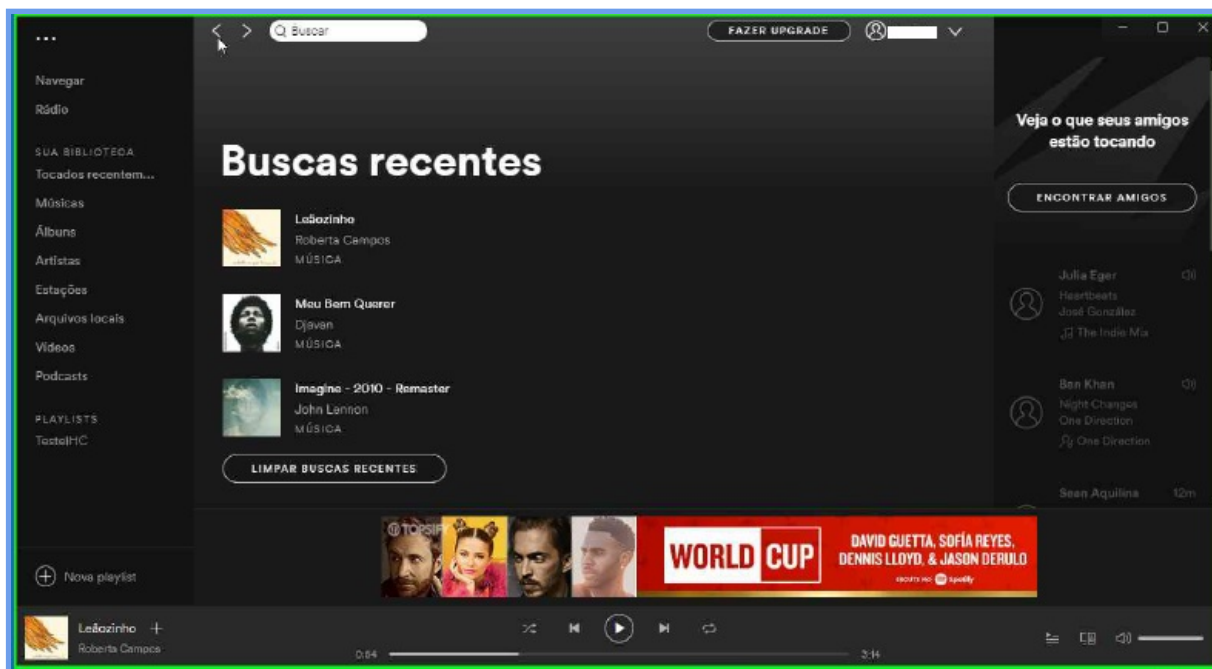 Buscar
FAZER UPGRADE
Navegar
Rádio
SUA BIBLIOTECA
Tocados recentem...
Músicas
Álbuns
Artistas
Estações
Arquivos locais
Vídeos
Podcasts
PLAYLISTS
TesteIHC
Nova playlist
Buscas recentes
Leãozinho
Roberta Campos
MÚSICA
Meu Bem Querer
Djavan
MÚSICA
Imagine - 2010 - Remaster
John Lennon
MÚSICA
LIMPAR BUSCAS RECENTES
Veja o que seus amigos
estão tocando
ENCONTRAR AMIGOS
Julia Eger
Heartbeats
José González
The Indie Mix
Ben Khan
Night Changes
One Direction
One Direction
Sean Aquilina 12m
TOPSIFY
WORLD CUP
DAVID GUETTA, SOFÍA REYES,
DENNIS LLOYD, & JASON DERULO
Spotify
Leãozinho
Roberta Campos
0:54
3:14